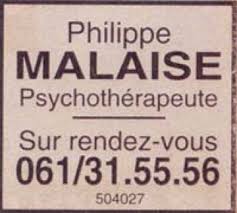 Philippe
MALAISE
Psychothérapeute
Sur rendez-vous
061/31.55.56
504027